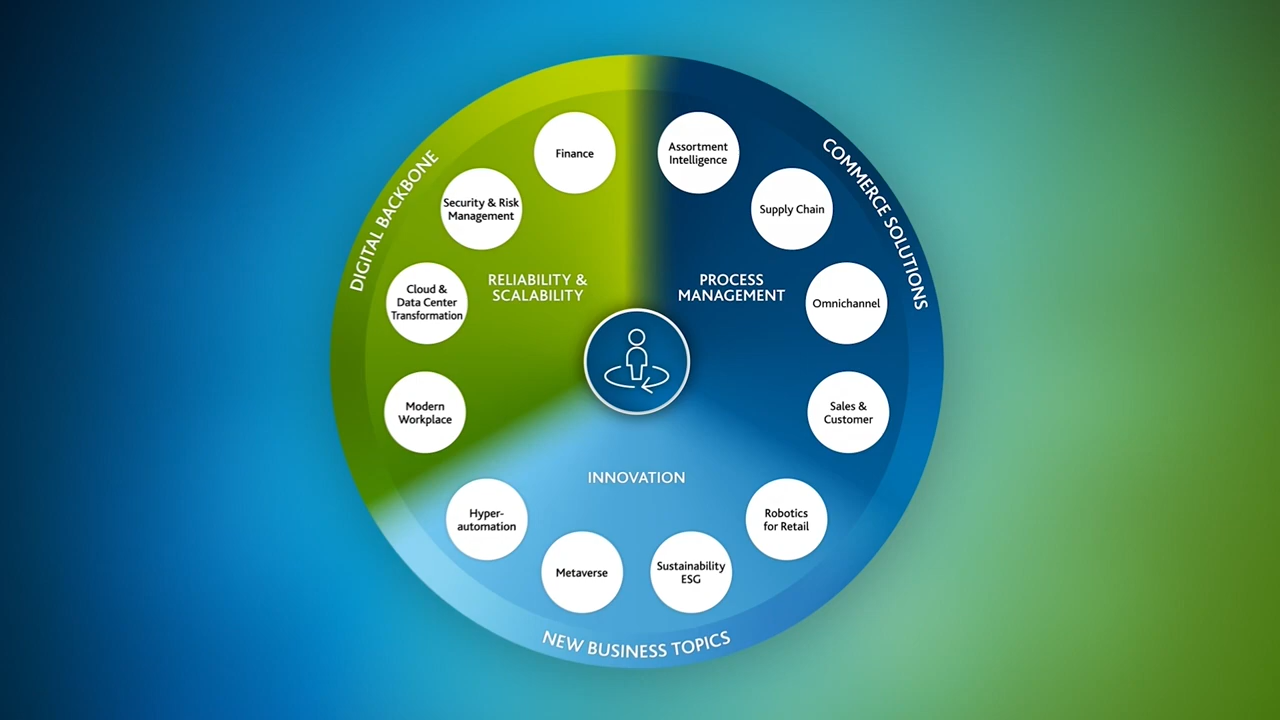 DIGITAL BACKBONE
Finance
Security & Risk
Management
Cloud &
Data Center
Transformation
Modern
Workplace
RELIABILITY &
SCALABILITY
COMMERCE SOLUTIONS
Assortment
Intelligence
Supply Chain
Omnichannel
Sales &
Customer
PROCESS
MANAGEMENT
INNOVATION
Hyper-
automation
Metaverse
Sustainability
ESG
Robotics
for Retail
NEW BUSINESS TOPICS